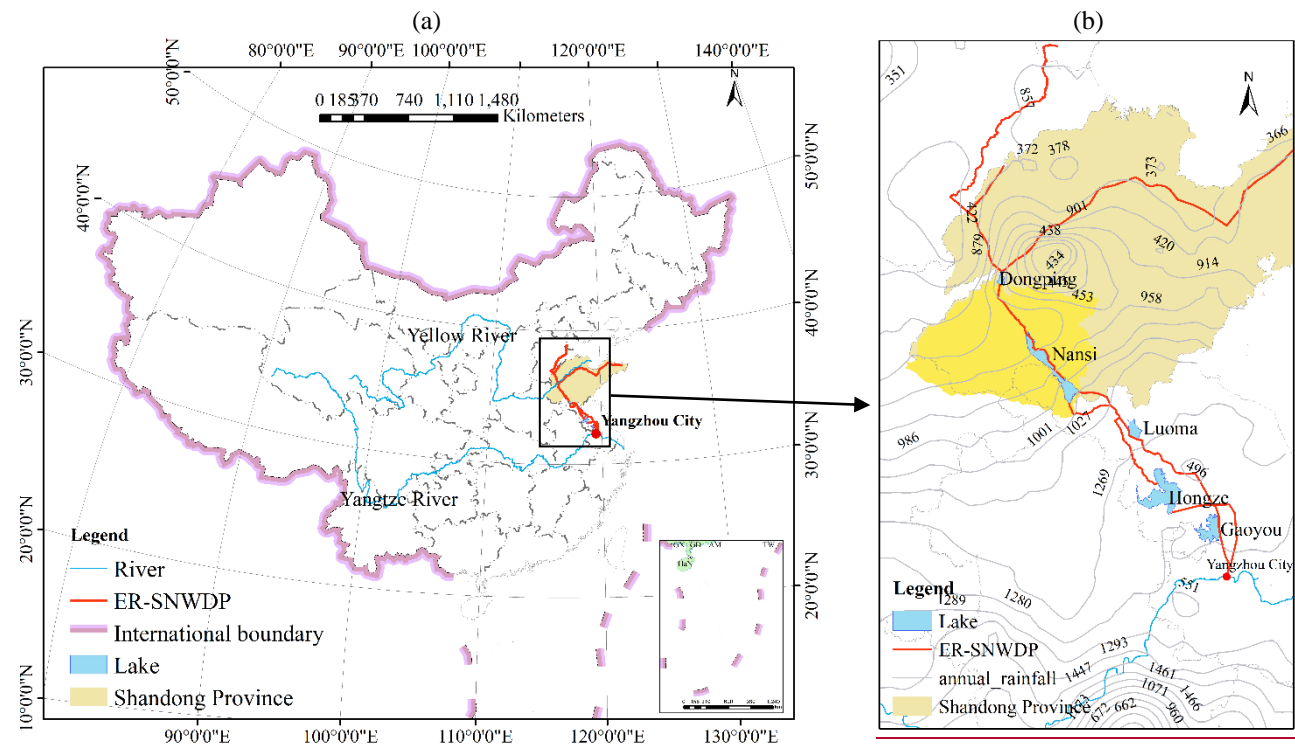 (a)
80°0'0"E 90°0'0"E 100°0'0"E 120°0'0"E 140°0'0"E
50°0'0"N
40°0'0"N
30°0'0"N
20°0'0"N
10°0'0"N
N
0 185370 740 1,110 1,480
Kilometers
50°0'0"N
40°0'0"N
30°0'0"N
20°0'0"N
Yellow River
Yangzhou City
Yangtze River
Legend
River
ER-SNWDP
International boundary
Lake
Shandong Province
90°0'0"E 100°0'0"E 110°0'0"E 120°0'0"E 130°0'0"E
(b)
N
351
857
366
372 378
373
422
901
679
438
420
434
914
453
958
Dongping
Nansi
986
1001
1027
Luoma
1269
496
Hongze
Gaoyou
Yangzhou City
551
Legend
1289
1280
Lake
ER-SNWDP
annual_rainfall
Shandong Province
1293
1447
1461
1071
1466
672
662
960